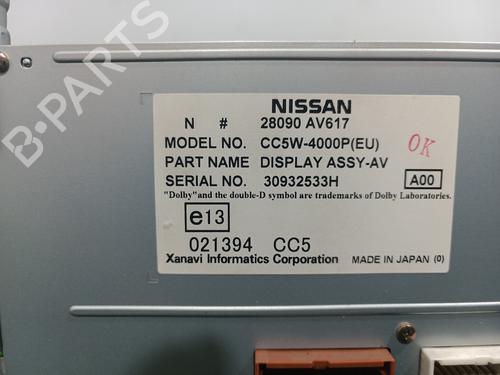 NISSAN
N # 28090 AV617
MODEL NO. CC5W-4000P(EU)
PART NAME DISPLAY ASSY-AV
SERIAL NO. 30932533H A00
"Dolby" and the double-D symbol are trademarks of Dolby Laboratories.
e13
021394 CC5
Xanavi Informatics Corporation MADE IN JAPAN (0)
OK
B-PARTS